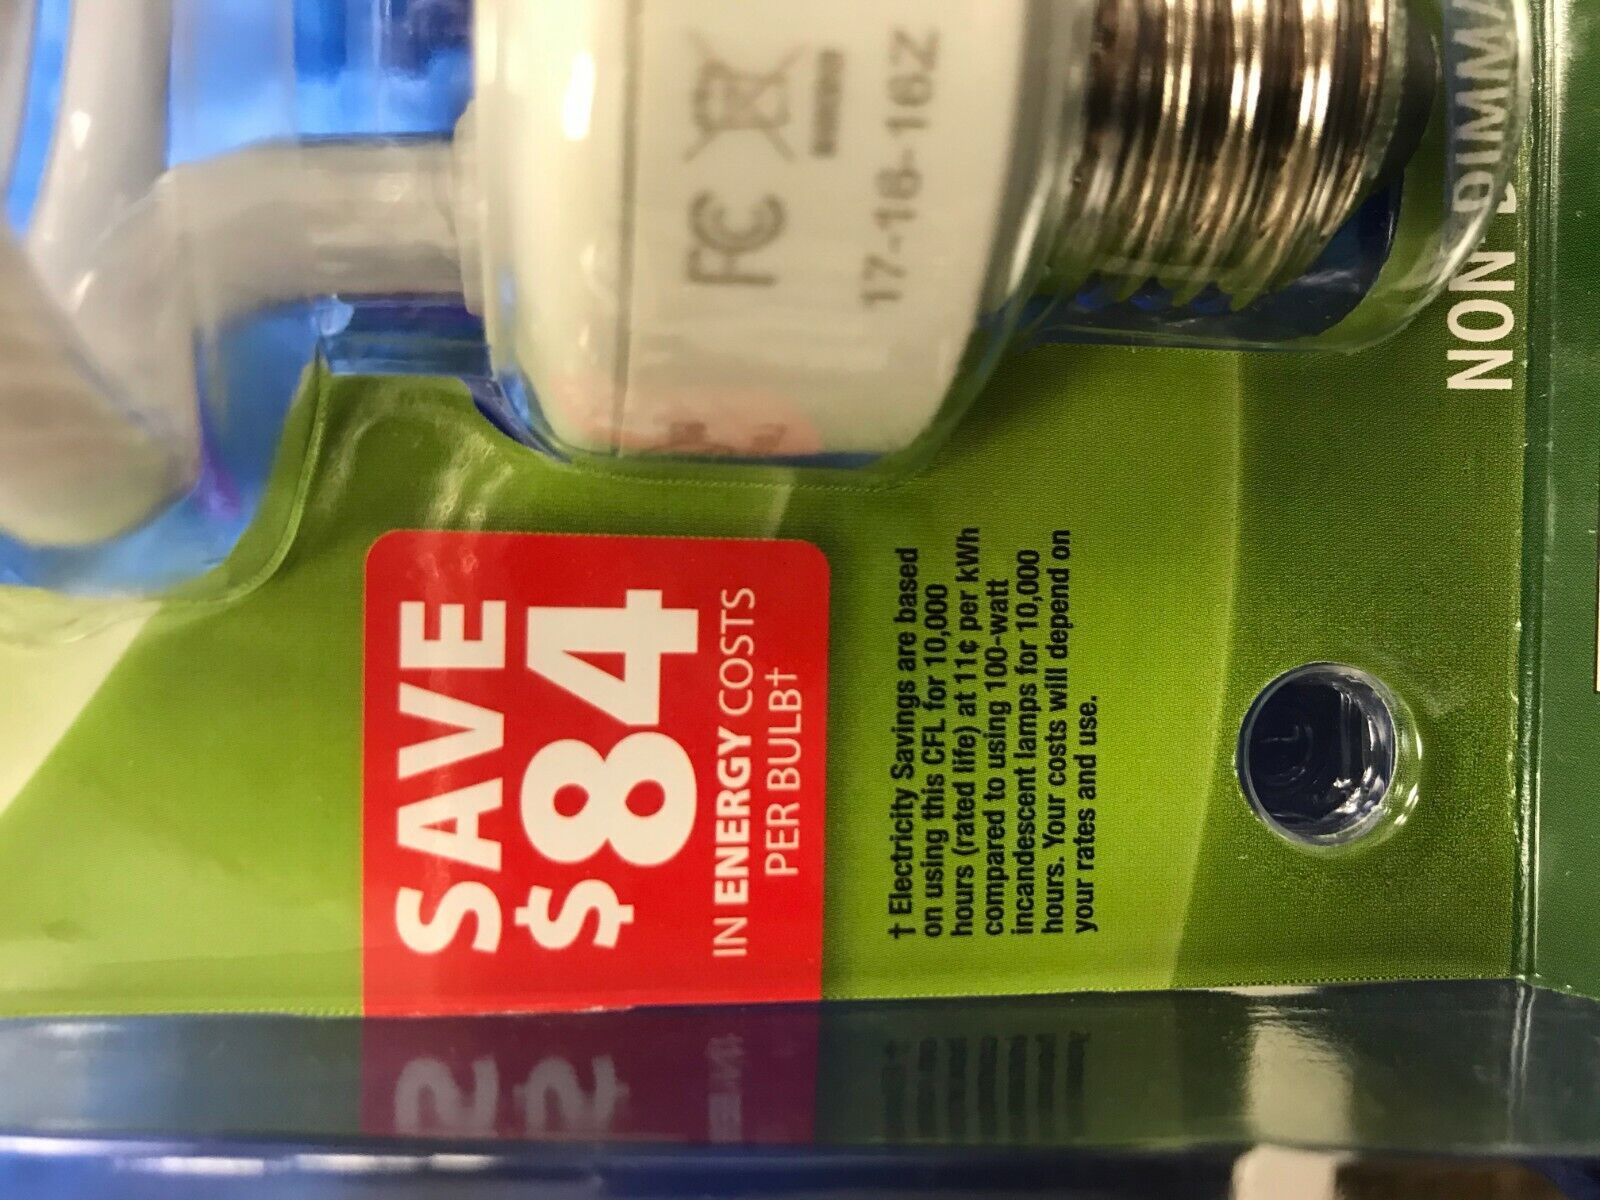 FC
17-18-16Z
NON-DIMMA
SAVE
$84
IN ENERGY COSTS
PER BULB†
† Electricity Savings are based
on using this CFL for 10,000
hours (rated life) at 11¢ per kWh
compared to using 100-watt
incandescent lamps for 10,000
hours. Your costs will depend on
your rates and use.